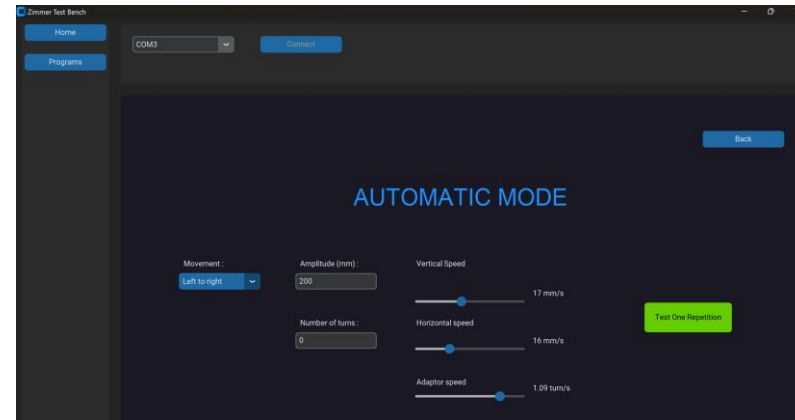 Zimmer Test Bench
Home
Programs
COM3
Connect
Back
AUTOMATIC MODE
Movement :
Left to right
Amplitude (mm) :
200
Number of turns :
0
Vertical Speed
17 mm/s
Horizontal speed
16 mm/s
Adaptor speed
1.09 turn/s
Test One Repetition